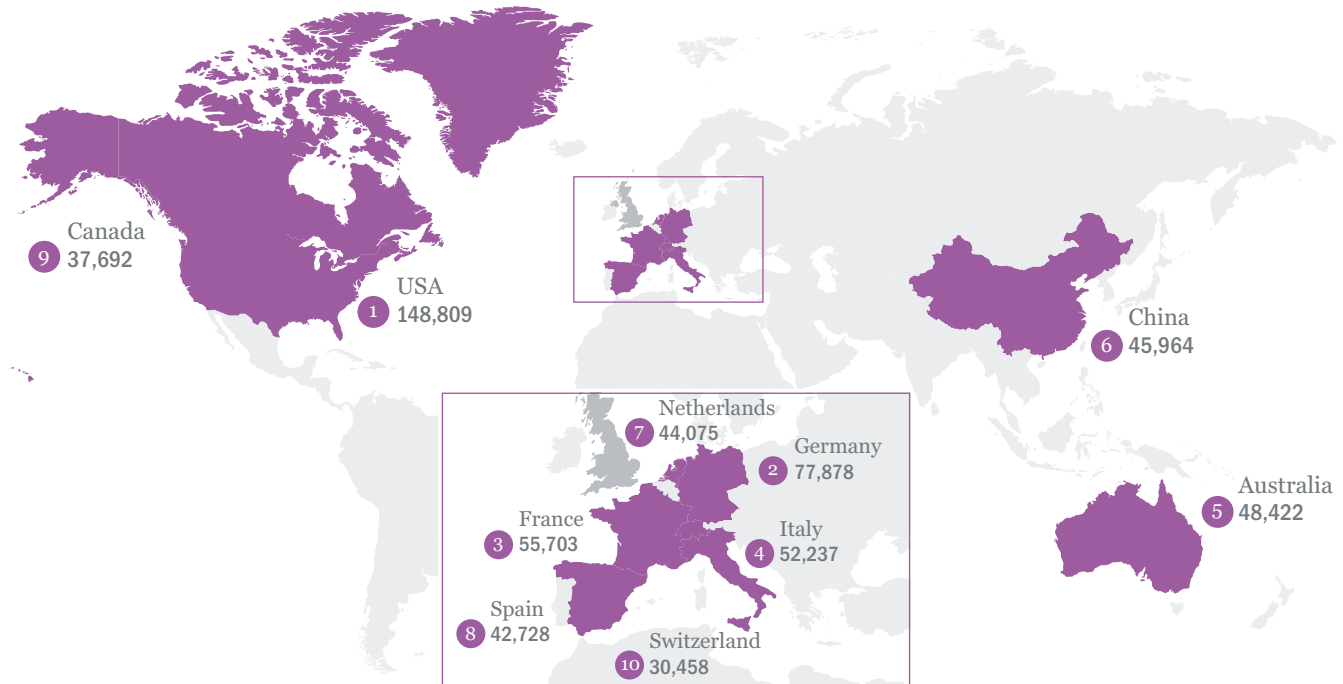 Canada
9
37,692
USA
1
148,809
China
6
45,964
Netherlands
7
44,075
Germany
2
77,878
Australia
5
48,422
France
3
55,703
Italy
4
52,237
Spain
8
42,728
Switzerland
10
30,458